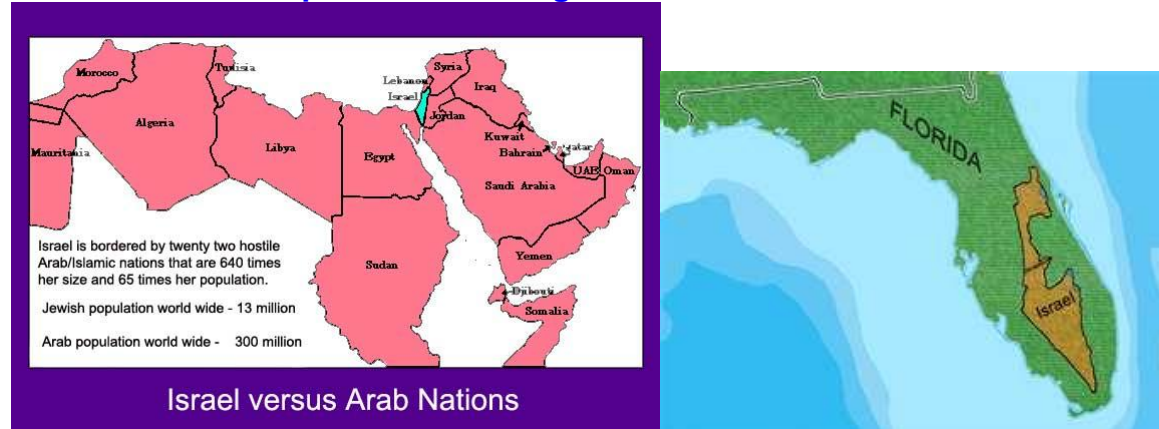 Morocco
Tunisia
Algeria
Libya
Egypt
Mauritania
Sudan
Lebanon
Israel
Syria
Iraq
Jordan
Kuwait
Bahrain
Qatar
UAE
Oman
Saudi Arabia
Yemen
Djibouti
Somalia
Israel is bordered by twenty two hostile
Arab/Islamic nations that are 640 times
her size and 65 times her population.
Jewish population world wide - 13 million
Arab population world wide - 300 million
Israel versus Arab Nations
FLORIDA
Israel